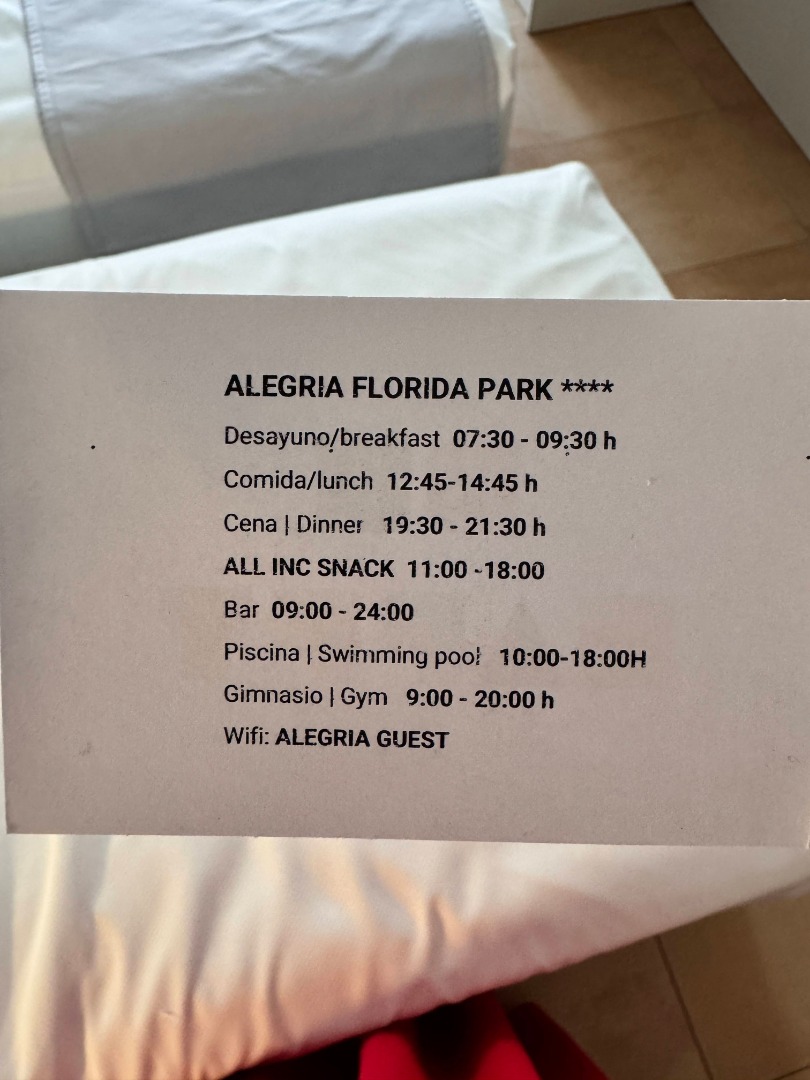 ALEGRIA FLORIDA PARK ****
Desayuno/breakfast 07:30 - 09:30 h
Comida/lunch 12:45-14:45 h
Cena | Dinner 19:30 - 21:30 h
ALL INC SNACK 11:00 -18:00
Bar 09:00 - 24:00
Piscina | Swimming pool 10:00-18:00H
Gimnasio | Gym 9:00 - 20:00 h
Wifi: ALEGRIA GUEST